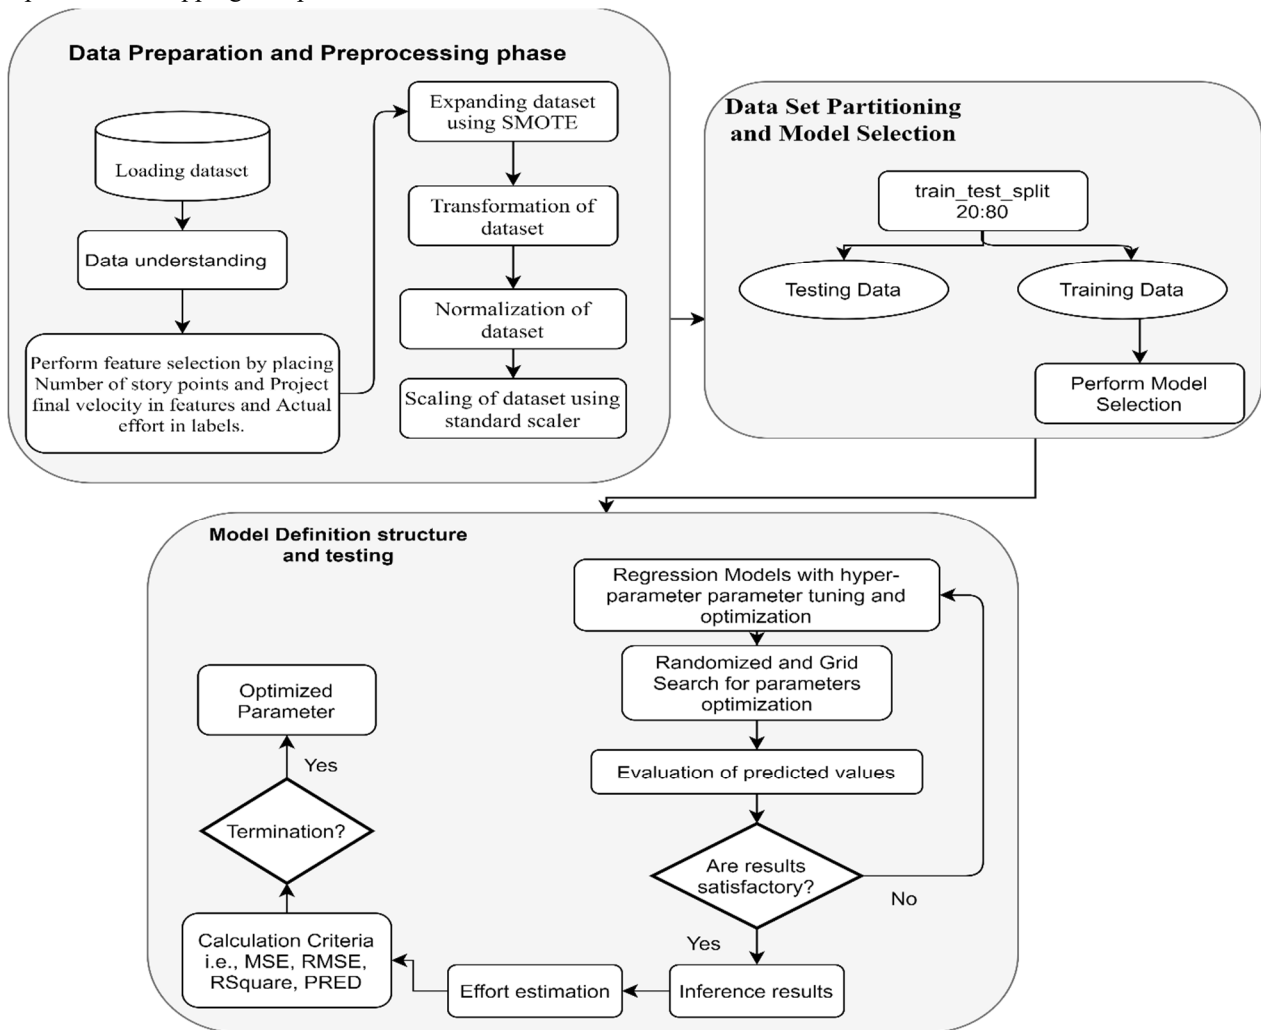 Data Preparation and Preprocessing phase
Loading dataset
Data understanding
Perform feature selection by placing
Number of story points and Project
final velocity in features and Actual
effort in labels.
Expanding dataset
using SMOTE
Transformation of
dataset
Normalization of
dataset
Scaling of dataset using
standard scaler
Data Set Partitioning
and Model Selection
train_test_split
20:80
Testing Data
Training Data
Perform Model
Selection
Model Definition structure
and testing
Regression Models with hyper-
parameter parameter tuning and
optimization
Randomized and Grid
Search for parameters
optimization
Evaluation of predicted values
Are results
satisfactory?
No
Yes
Inference results
Effort estimation
Calculation Criteria
i.e., MSE, RMSE,
RSquare, PRED
Termination?
Yes
Optimized
Parameter